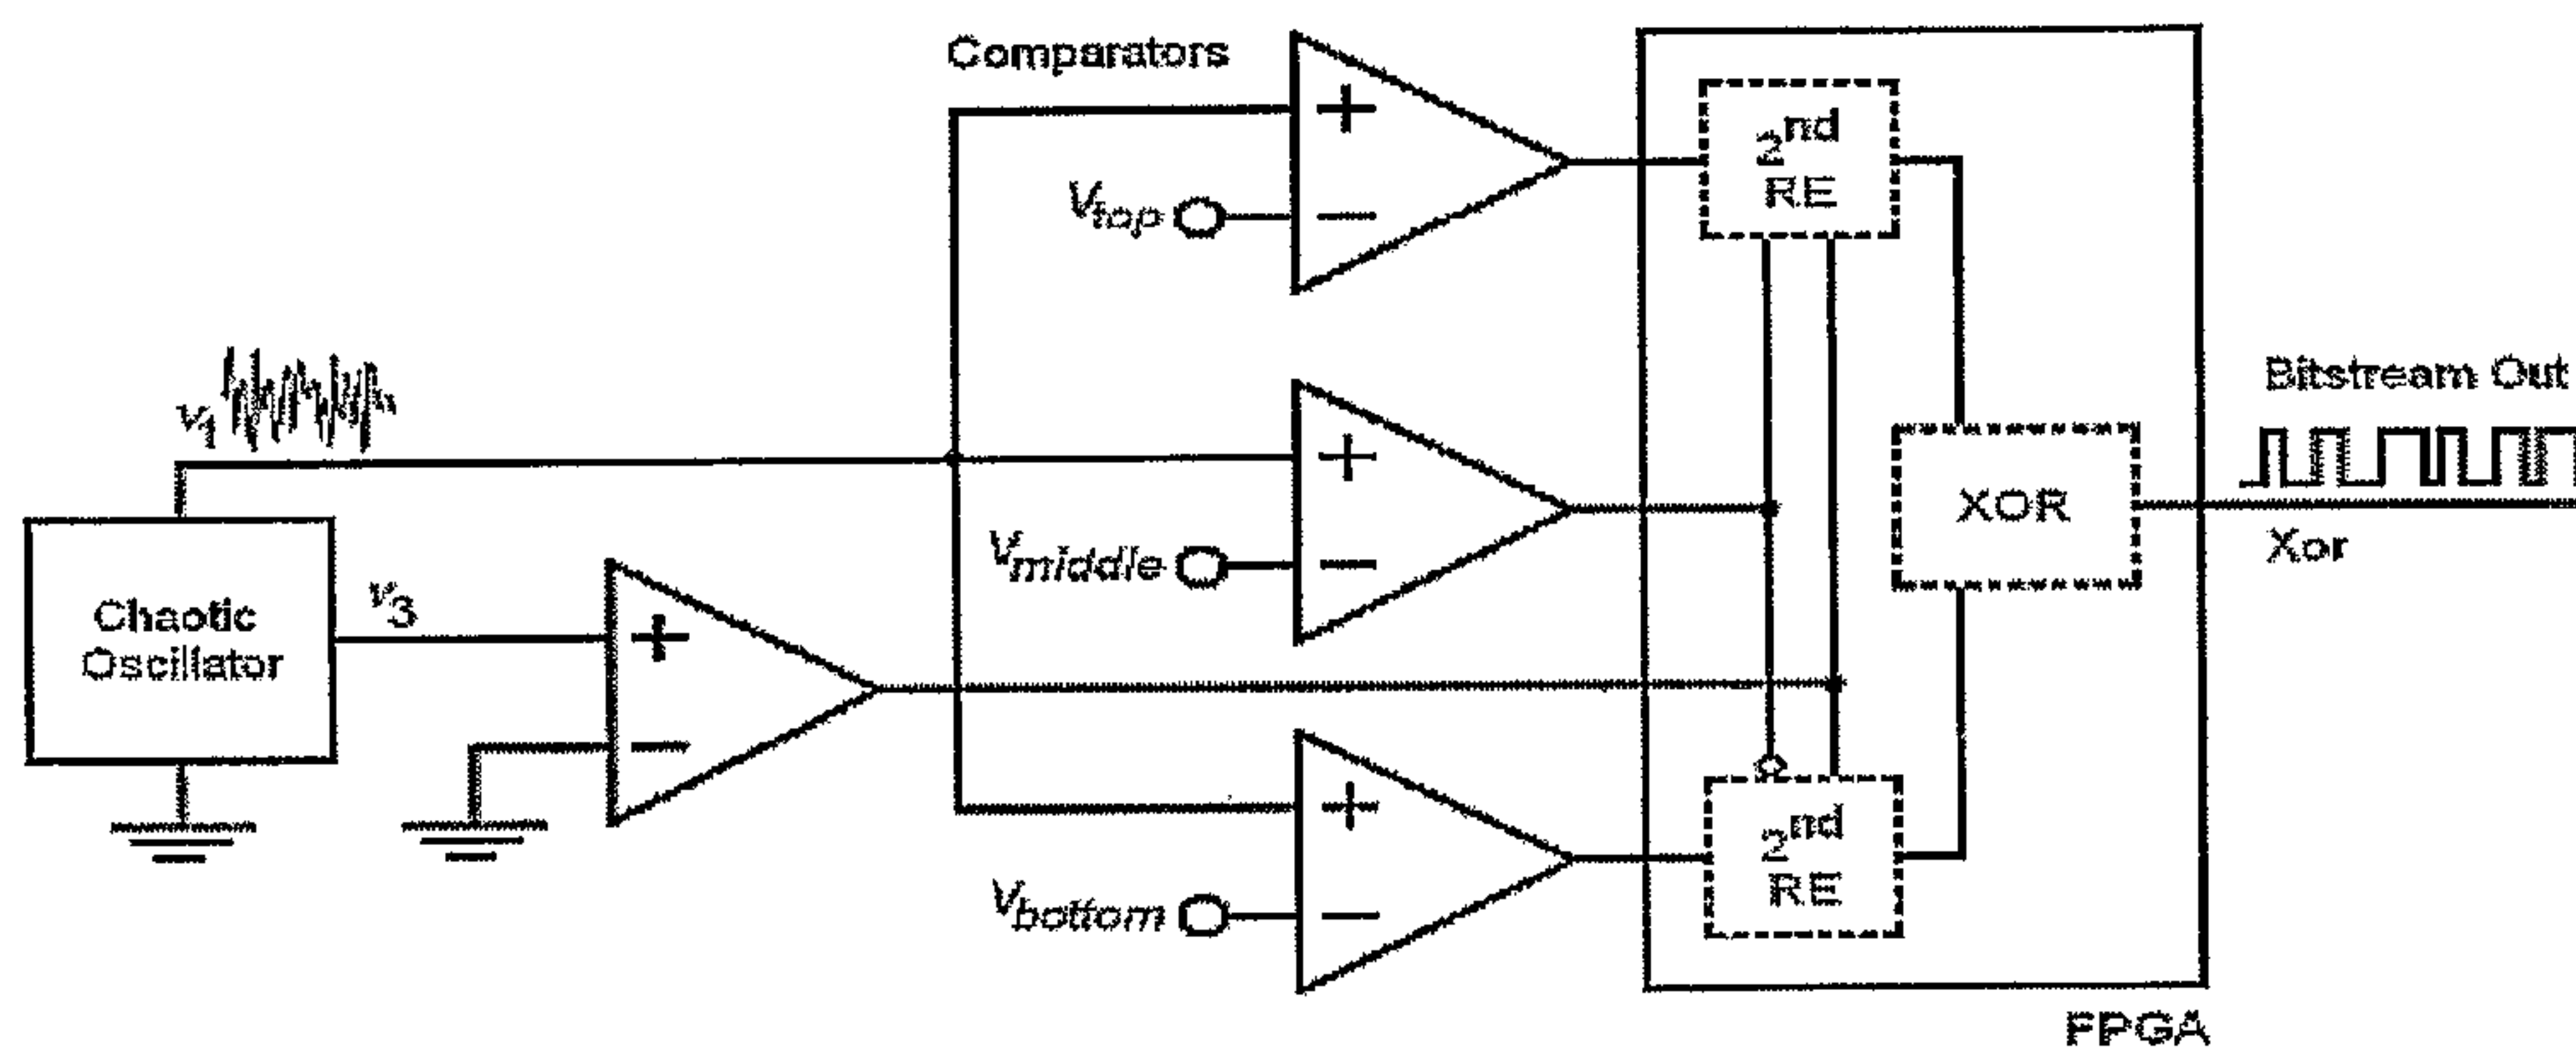 Comparators
+
2nd
RE
Vtop
−
v1
+
Bitstream Out
XOR
Xor
Vmiddle
−
v3
Chaotic
Oscillator
+
−
+
2nd
RE
Vbottom
−
FPGA